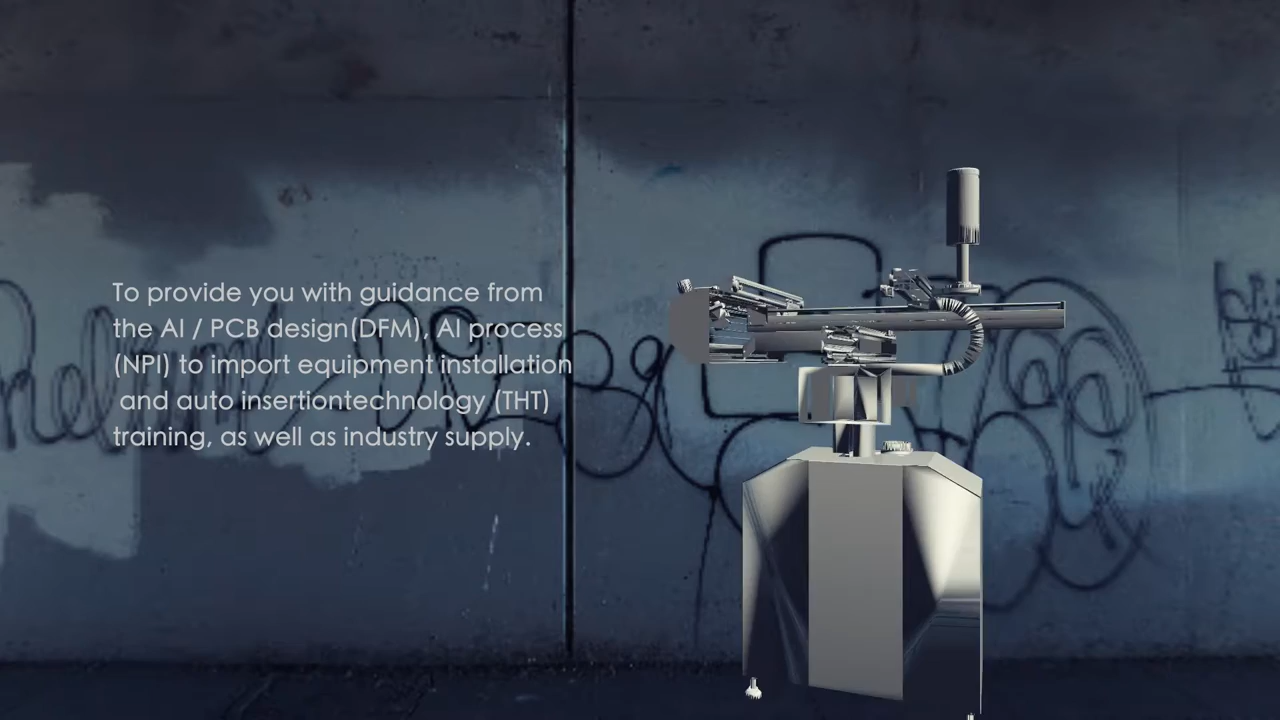 To provide you with guidance from
the AI / PCB design(DFM), AI process
(NPI) to import equipment installation
and auto insertiontechnology (THT)
training, as well as industry supply.